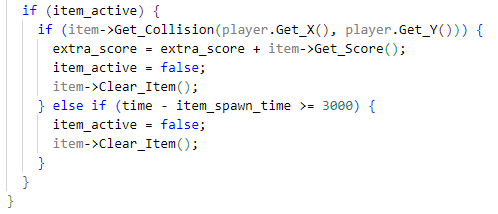 if (item_active) {
if (item->Get_Collision(player.Get_X(), player.Get_Y())) {
extra_score = extra_score + item->Get_Score();
item_active = false;
item->Clear_Item();
} else if (time - item_spawn_time >= 3000) {
item_active = false;
item->Clear_Item();
}
}
}